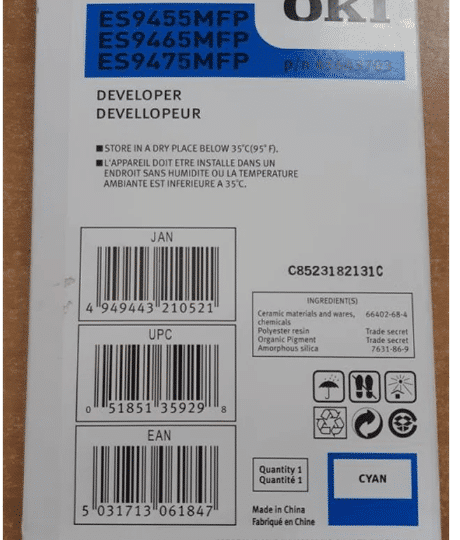 OKI
ES9455MFP
ES9465MFP
ES9475MFP
P/N
DEVELOPER
DEVELLOPEUR
■STORE IN A DRY PLACE BELOW 35℃(95°F).
■L'APPAREIL DOIT ETRE INSTALLE DANS UN
ENDROIT SANS HUMIDITE OU LA TEMPERATURE
AMBIANTE EST INFERIEURE A 35℃.
JAN
4 949443 210521
UPC
0 51851 35929 8
EAN
5 031713 061847
C8523182131C
INGREDIENT(S)
Ceramic materials and wares, 66402-68-4
chemicals
Polyester resin Trade secret
Organic Pigment Trade secret
Amorphous silica 7631-86-9
Quantity 1
Quantité 1
CYAN
Made in China
Fabriqué en Chine